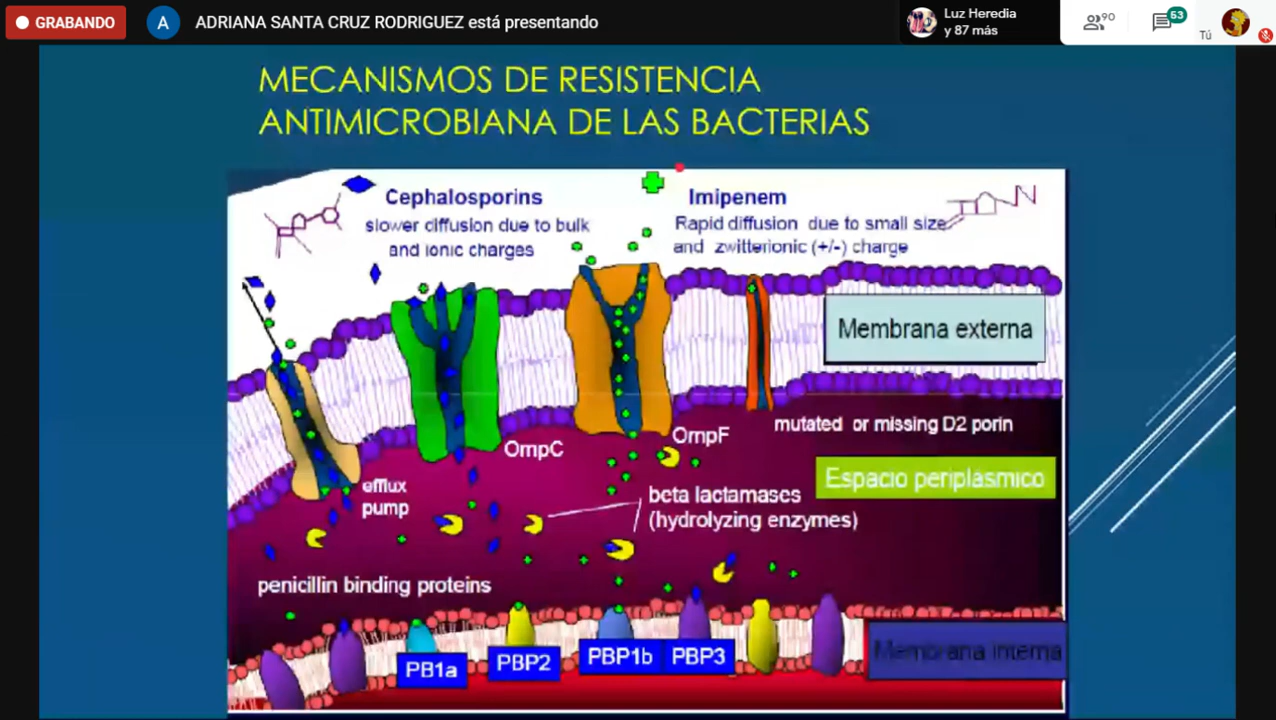 GRABANDO
A
ADRIANA SANTA CRUZ RODRIGUEZ está presentando
Luz Heredia
y 87 más
90
53
Tú
MECANISMOS DE RESISTENCIA
ANTIMICROBIANA DE LAS BACTERIAS
Cephalosporins
slower diffusion due to bulk
and ionic charges
Imipenem
Rapid diffusion due to small size
and zwitterionic (+/-) charge
Membrana externa
mutated or missing D2 porin
OmpC
OmpF
Espacio periplásmico
efflux
pump
beta lactamases
(hydrolyzing enzymes)
penicillin binding proteins
PB1a
PBP2
PBP1b
PBP3
Membrana interna